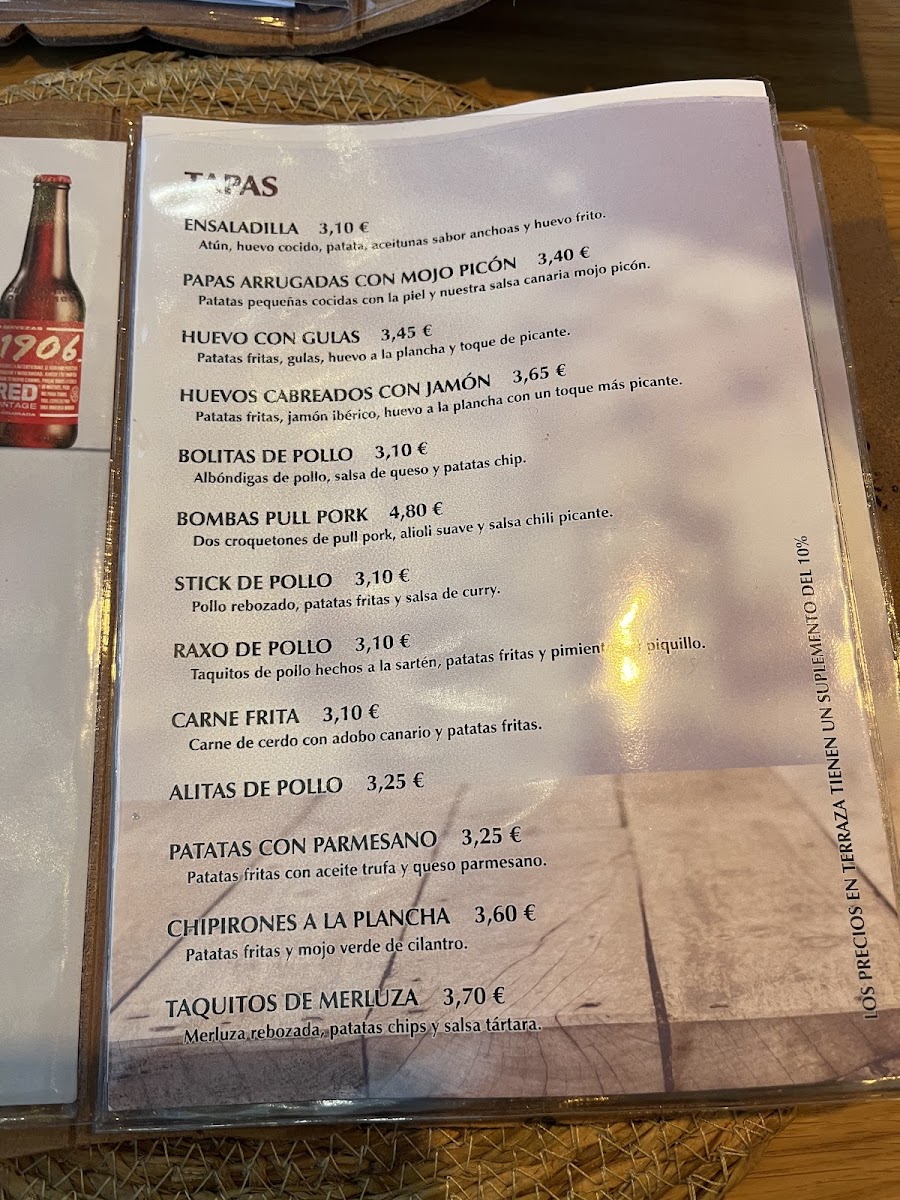 CERVEZAS
1906
RED
VINTAGE
TAPAS
ENSALADILLA 3,10 €
Atún, huevo cocido, patata, aceitunas sabor anchoas y huevo frito.
PAPAS ARRUGADAS CON MOJO PICÓN 3,40 €
Patatas pequeñas cocidas con la piel y nuestra salsa canaria mojo picón.
HUEVO CON GULAS 3,45 €
Patatas fritas, gulas, huevo a la plancha y toque de picante.
HUEVOS CABREADOS CON JAMÓN 3,65 €
Patatas fritas, jamón ibérico, huevo a la plancha con un toque más picante.
BOLITAS DE POLLO 3,10 €
Albóndigas de pollo, salsa de queso y patatas chip.
BOMBAS PULL PORK 4,80 €
Dos croquetones de pull pork, alioli suave y salsa chili picante.
STICK DE POLLO 3,10 €
Pollo rebozado, patatas fritas y salsa de curry.
RAXO DE POLLO 3,10 €
Taquitos de pollo hechos a la sartén, patatas fritas y piquillo.
CARNE FRITA 3,10 €
Carne de cerdo con adobo canario y patatas fritas.
ALITAS DE POLLO 3,25 €
PATATAS CON PARMESANO 3,25 €
Patatas fritas con aceite trufa y queso parmesano.
CHIPIRONES A LA PLANCHA 3,60 €
Patatas fritas y mojo verde de cilantro.
TAQUITOS DE MERLUZA 3,70 €
Merluza rebozada, patatas chips y salsa tártara.
LOS PRECIOS EN TERRAZA TIENEN UN SUPLEMENTO DEL 10%